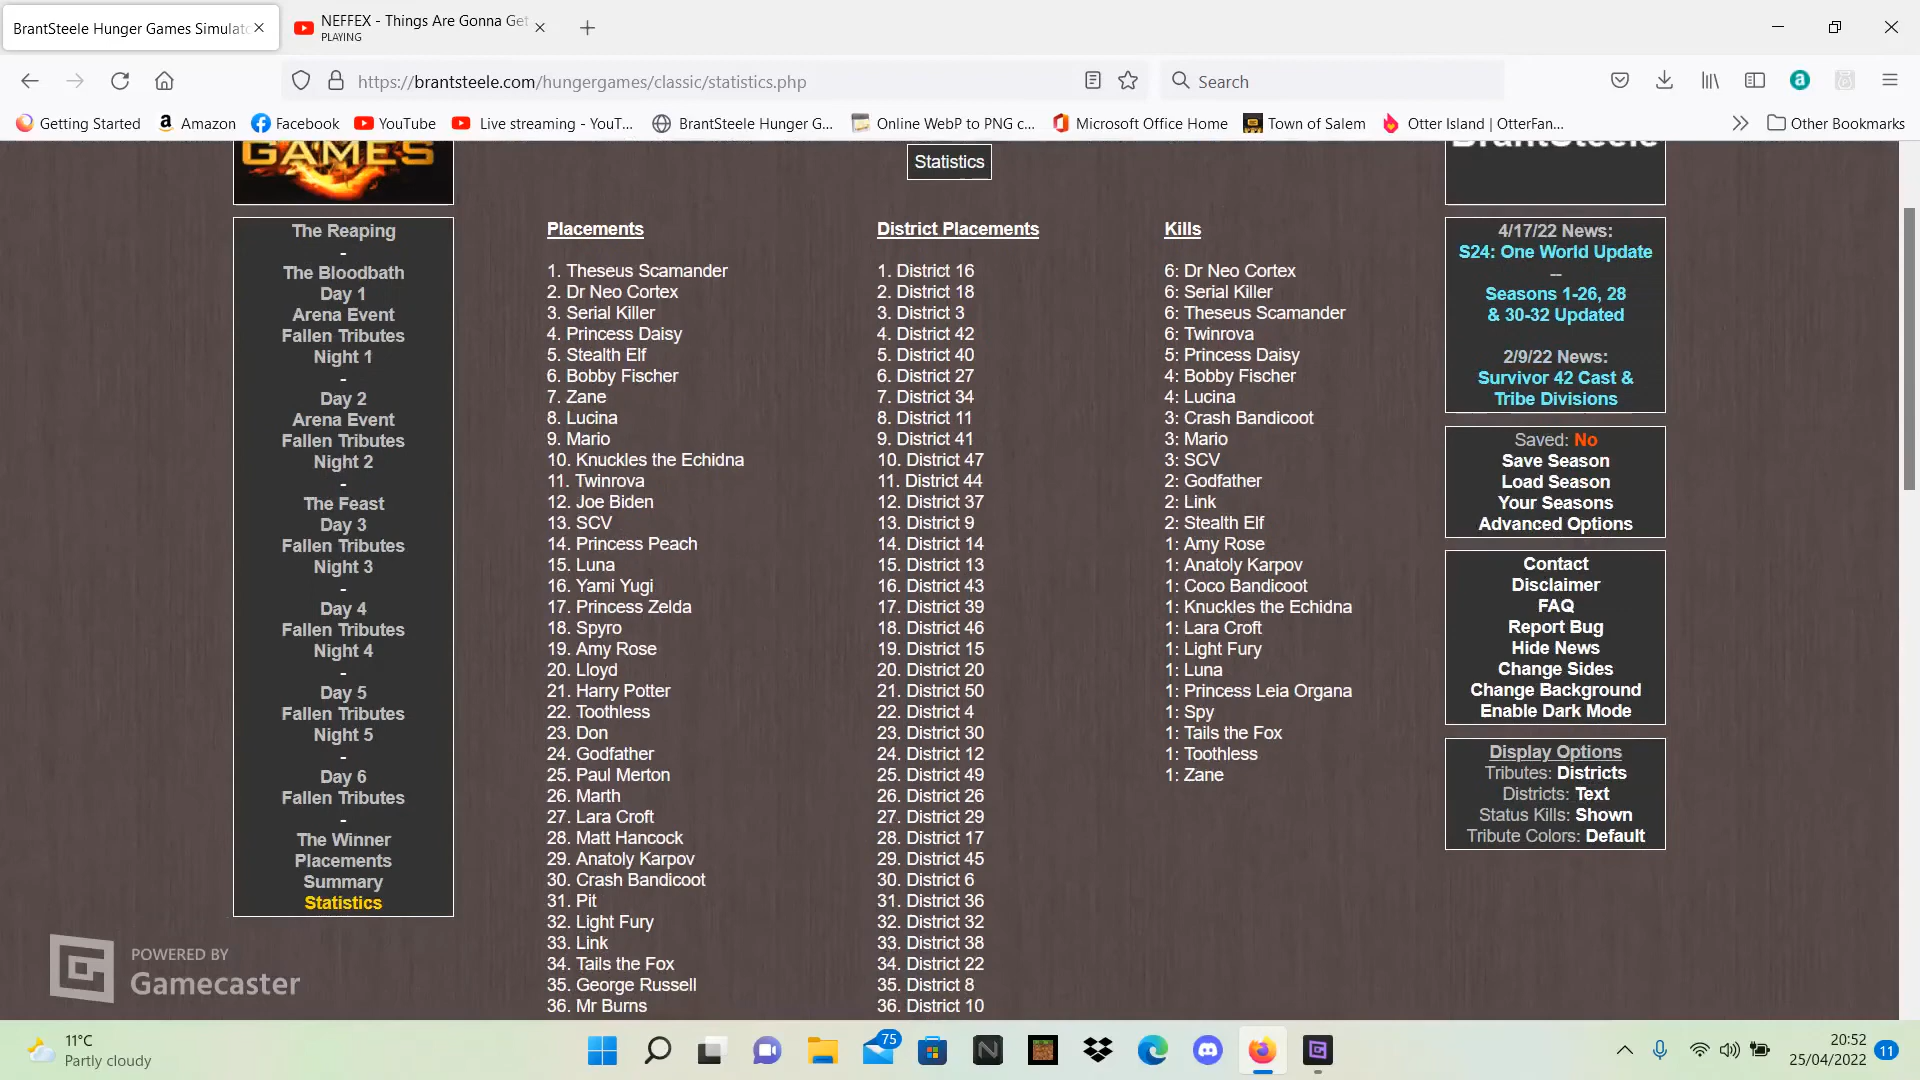 BrantSteele Hunger Games Simulato
NEFFEX - Things Are Gonna Get
PLAYING
https://brantsteele.com/hungergames/classic/statistics.php
Search
Getting Started
Amazon
Facebook
YouTube
Live streaming - YouT...
BrantSteele Hunger G...
Online WebP to PNG c...
Microsoft Office Home
Town of Salem
Otter Island | OtterFan...
Other Bookmarks
GAMES
The Reaping
-
The Bloodbath
Day 1
Arena Event
Fallen Tributes
Night 1
-
Day 2
Arena Event
Fallen Tributes
Night 2
-
The Feast
Day 3
Fallen Tributes
Night 3
-
Day 4
Fallen Tributes
Night 4
-
Day 5
Fallen Tributes
Night 5
-
Day 6
Fallen Tributes
-
The Winner
Placements
Summary
Statistics
Statistics
Placements
1. Theseus Scamander
2. Dr Neo Cortex
3. Serial Killer
4. Princess Daisy
5. Stealth Elf
6. Bobby Fischer
7. Zane
8. Lucina
9. Mario
10. Knuckles the Echidna
11. Twinrova
12. Joe Biden
13. SCV
14. Princess Peach
15. Luna
16. Yami Yugi
17. Princess Zelda
18. Spyro
19. Amy Rose
20. Lloyd
21. Harry Potter
22. Toothless
23. Don
24. Godfather
25. Paul Merton
26. Marth
27. Lara Croft
28. Matt Hancock
29. Anatoly Karpov
30. Crash Bandicoot
31. Pit
32. Light Fury
33. Link
34. Tails the Fox
35. George Russell
36. Mr Burns
District Placements
1. District 16
2. District 18
3. District 3
4. District 42
5. District 40
6. District 27
7. District 34
8. District 11
9. District 41
10. District 47
11. District 44
12. District 37
13. District 9
14. District 14
15. District 13
16. District 43
17. District 39
18. District 46
19. District 15
20. District 20
21. District 50
22. District 4
23. District 30
24. District 12
25. District 49
26. District 26
27. District 29
28. District 17
29. District 45
30. District 6
31. District 36
32. District 32
33. District 38
34. District 22
35. District 8
36. District 10
Kills
6: Dr Neo Cortex
6: Serial Killer
6: Theseus Scamander
6: Twinrova
5: Princess Daisy
4: Bobby Fischer
4: Lucina
3: Crash Bandicoot
3: Mario
3: SCV
2: Godfather
2: Link
2: Stealth Elf
1: Amy Rose
1: Anatoly Karpov
1: Coco Bandicoot
1: Knuckles the Echidna
1: Lara Croft
1: Light Fury
1: Luna
1: Princess Leia Organa
1: Spy
1: Tails the Fox
1: Toothless
1: Zane
BrantSteele
4/17/22 News:
S24: One World Update
--
Seasons 1-26, 28
& 30-32 Updated
2/9/22 News:
Survivor 42 Cast &
Tribe Divisions
Saved: No
Save Season
Load Season
Your Seasons
Advanced Options
Contact
Disclaimer
FAQ
Report Bug
Hide News
Change Sides
Change Background
Enable Dark Mode
Display Options
Tributes: Districts
Districts: Text
Status Kills: Shown
Tribute Colors: Default
POWERED BY
Gamecaster
11°C
Partly cloudy
75
20:52
25/04/2022
11